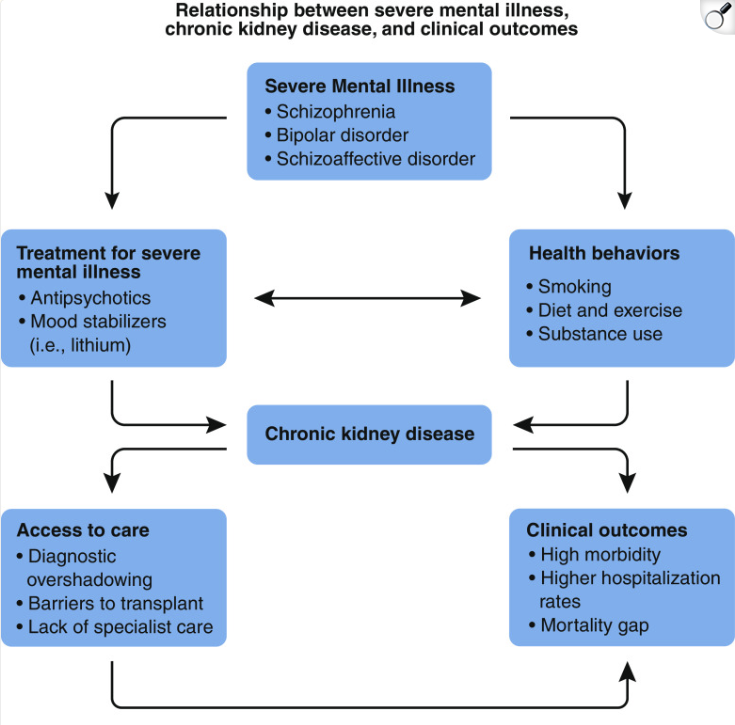 Relationship between severe mental illness,
chronic kidney disease, and clinical outcomes
Severe Mental Illness
• Schizophrenia
• Bipolar disorder
• Schizoaffective disorder
Treatment for severe
mental illness
• Antipsychotics
• Mood stabilizers
(i.e., lithium)
Health behaviors
• Smoking
• Diet and exercise
• Substance use
Chronic kidney disease
Access to care
• Diagnostic
overshadowing
• Barriers to transplant
• Lack of specialist care
Clinical outcomes
• High morbidity
• Higher hospitalization
rates
• Mortality gap